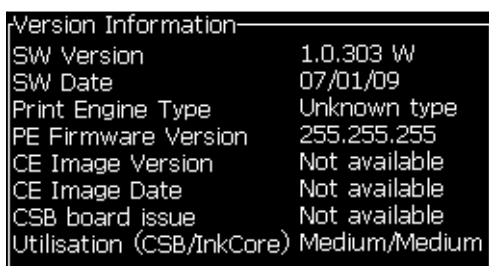 Version Information
SW Version 1.0.303 W
SW Date 07/01/09
Print Engine Type Unknown type
PE Firmware Version 255.255.255
CE Image Version Not available
CE Image Date Not available
CSB board issue Not available
Utilisation (CSB/InkCore) Medium/Medium